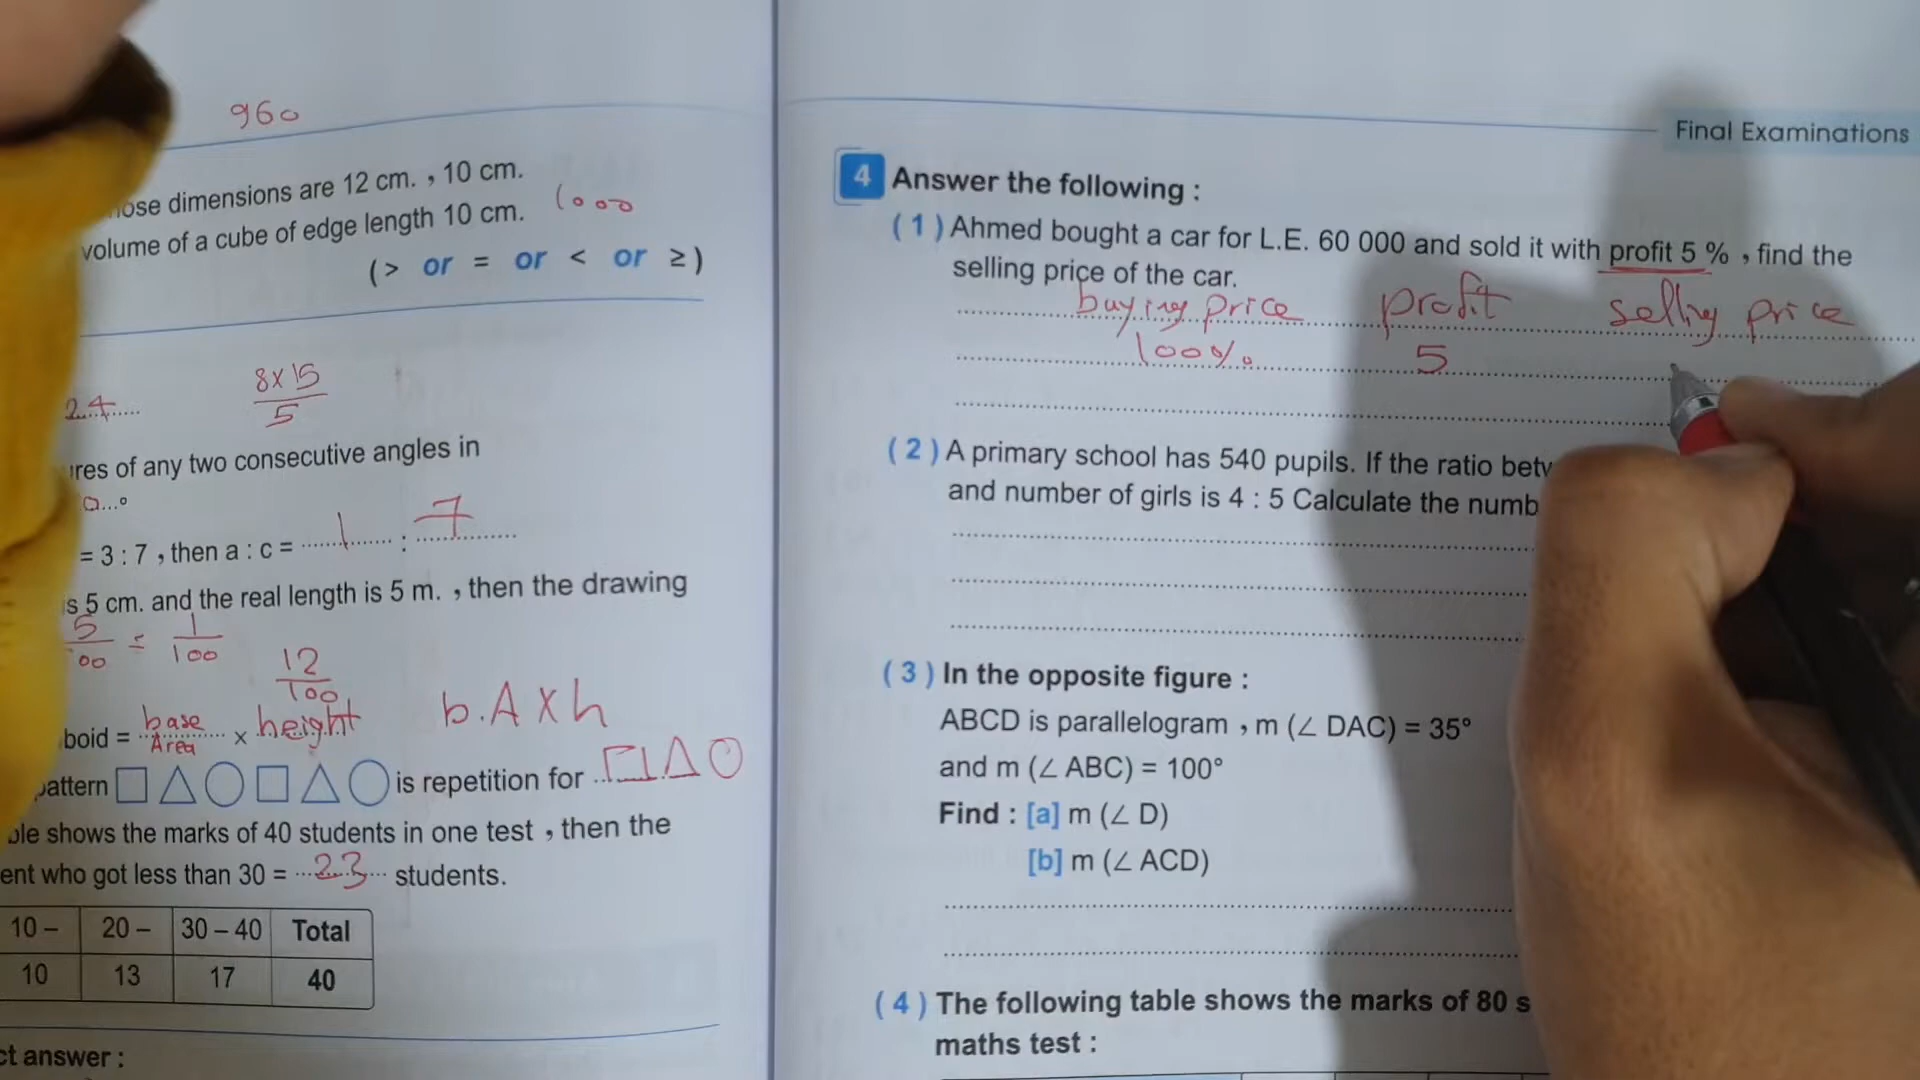 960
hose dimensions are 12 cm. , 10 cm.
volume of a cube of edge length 10 cm. 1000
(> or = or < or ≥)
24 8 x 15
5
res of any two consecutive angles in
0...°
= 3 : 7 , then a : c = 1 : 7
is 5 cm. and the real length is 5 m. , then the drawing
5 = 1
00 100
12
100
boid = base Area x height b.A x h
pattern □ △ ○ □ △ ○ is repetition for □ △ ○
ble shows the marks of 40 students in one test , then the
ent who got less than 30 = 23 students.
10 – 20 – 30 – 40 Total
10 13 17 40
ct answer :
Final Examinations
4 Answer the following :
( 1 ) Ahmed bought a car for L.E. 60 000 and sold it with profit 5 % , find the
selling price of the car.
buying price profit selling price
100% 5
( 2 ) A primary school has 540 pupils. If the ratio betw
and number of girls is 4 : 5 Calculate the numb
( 3 ) In the opposite figure :
ABCD is parallelogram , m (∠ DAC) = 35°
and m (∠ ABC) = 100°
Find : [a] m (∠ D)
[b] m (∠ ACD)
( 4 ) The following table shows the marks of 80 s
maths test :